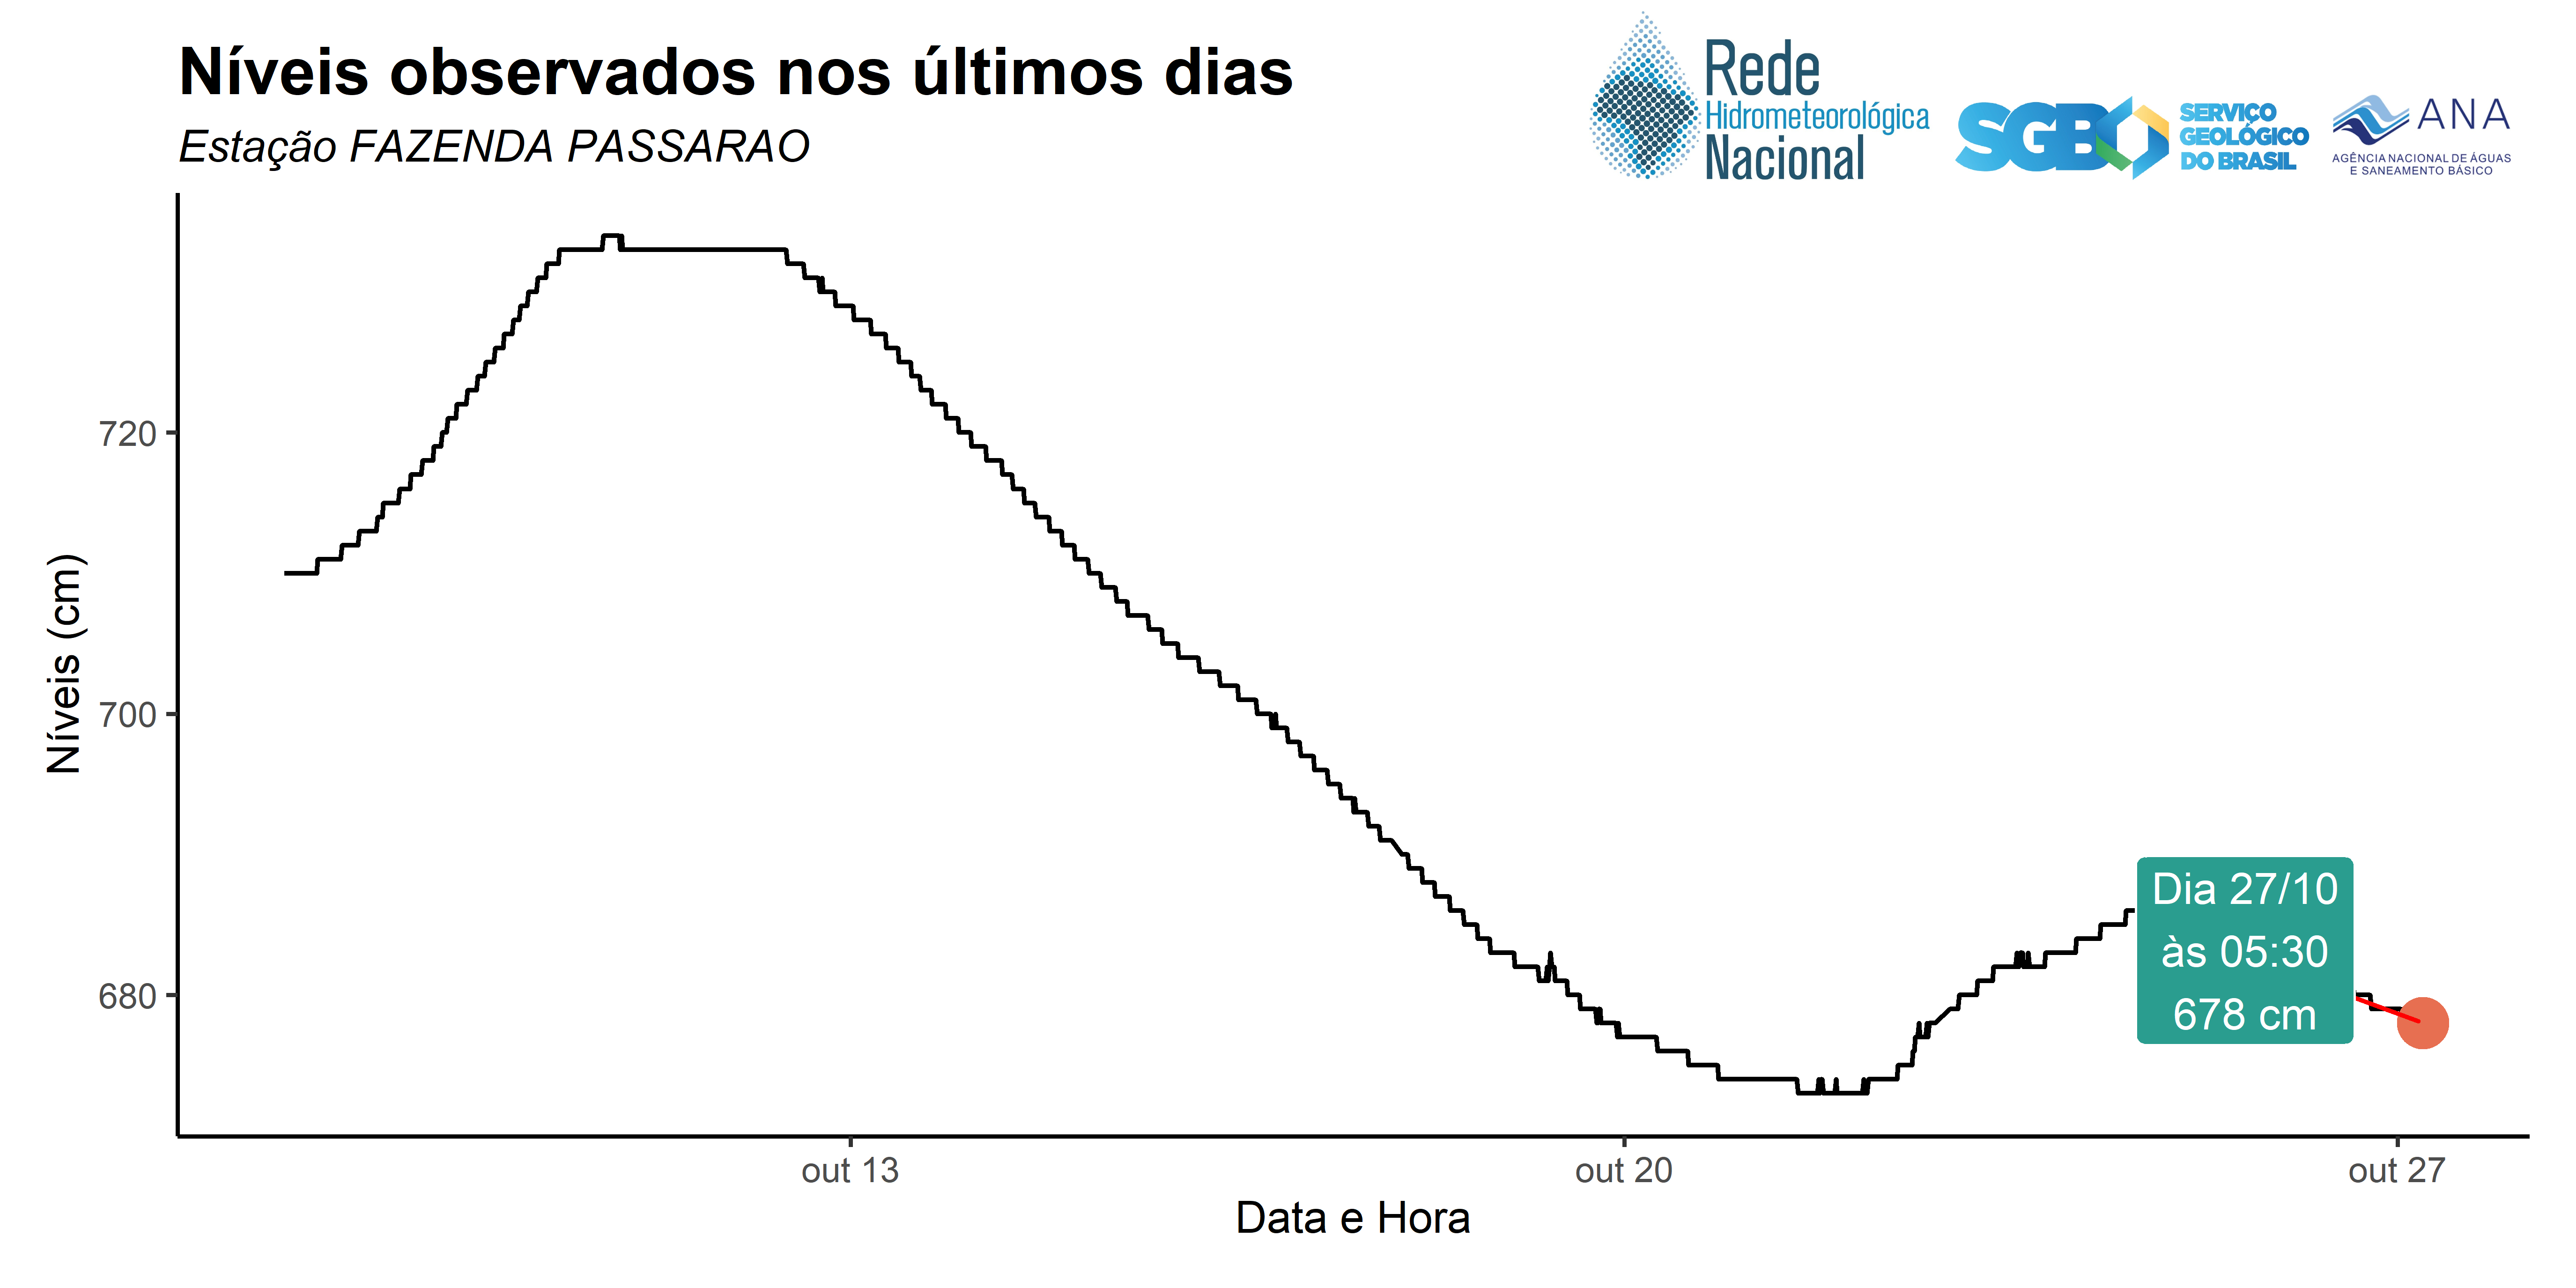 Níveis observados nos últimos dias
Estação FAZENDA PASSARAO
Rede
Hidrometeorológica
Nacional
SGB
SERVIÇO
GEOLÓGICO
DO BRASIL
ANA
AGÊNCIA NACIONAL DE ÁGUAS
E SANEAMENTO BÁSICO
Níveis (cm)
720
700
680
Dia 27/10
às 05:30
678 cm
out 13
out 20
out 27
Data e Hora